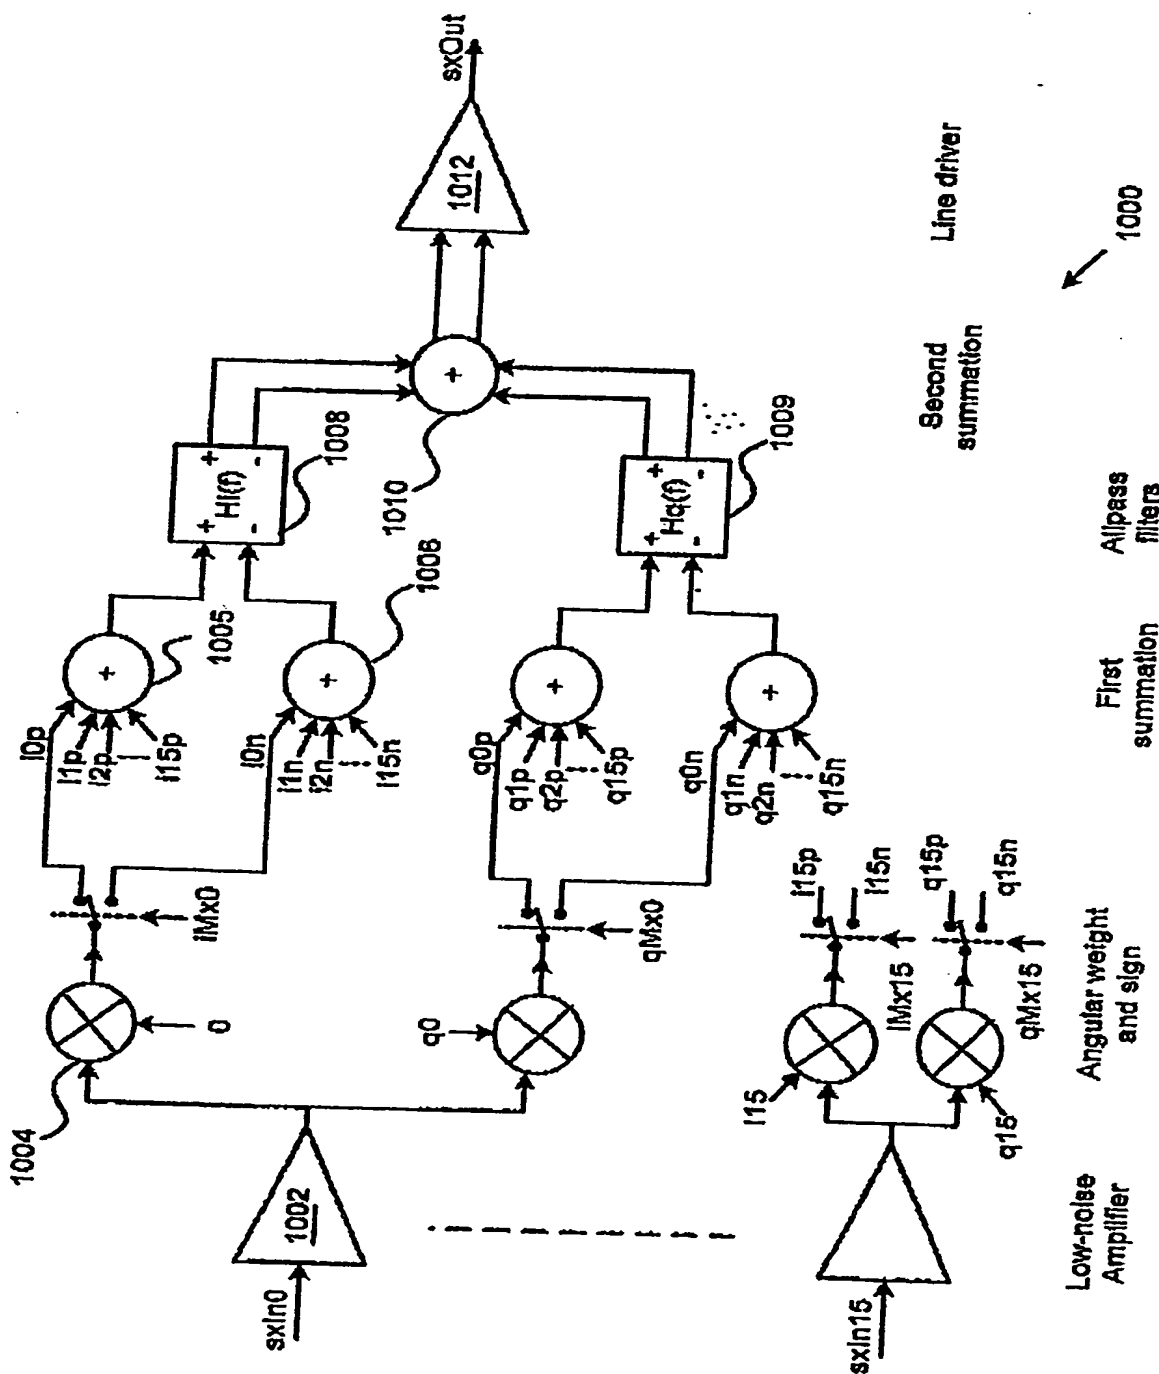 1004
1002
sxIn0
o
iMx0
i0p
i1p
i2p
i15p
+
1005
i0n
i1n
i2n
i15n
+
1006
+
-
HI(f)
+
-
1008
q0
qMx0
q0p
q1p
q2p
q15p
+
q0n
q1n
q2n
q15n
+
+
-
Hq(f)
+
-
1009
+
1010
1012
sxOut
sxIn15
I15
IMx15
i15p
i15n
q15
qMx15
q15p
q15n
Low-noise
Amplifier
Angular weight
and sign
First
summation
Allpass
filters
Second
summation
Line driver
1000